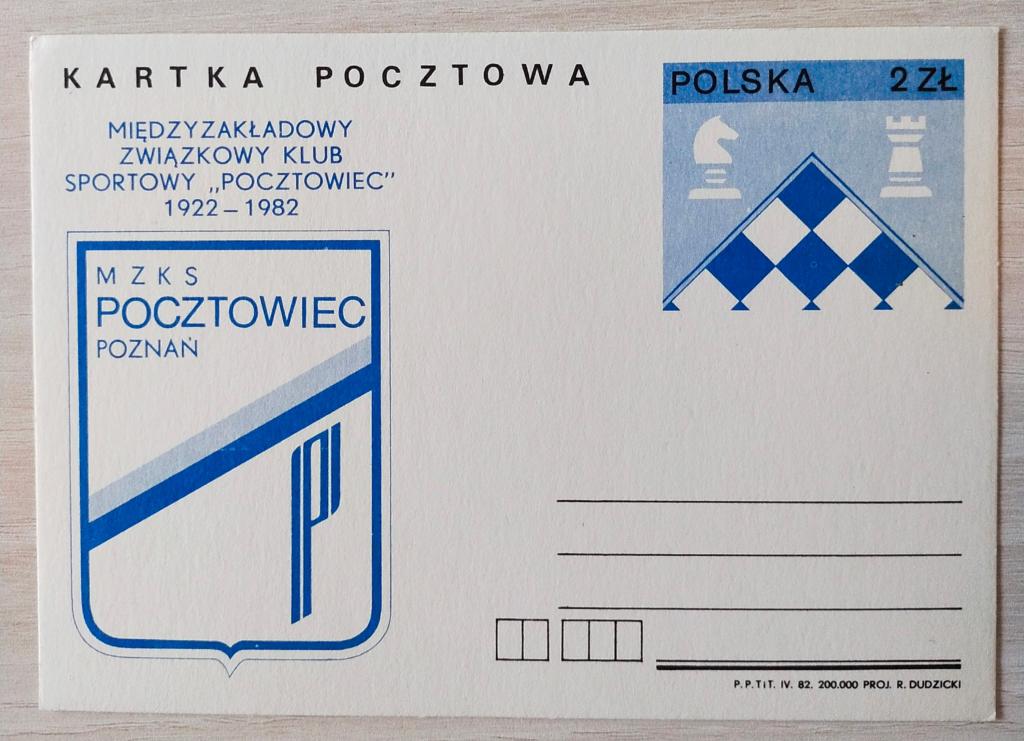 KARTKA POCZTOWA
POLSKA 2 ZŁ
MIĘDZYZAKŁADOWY
ZWIĄZKOWY KLUB
SPORTOWY „POCZTOWIEC”
1922 – 1982
MZKS
POCZTOWIEC
POZNAŃ
P. P. TiT. IV. 82. 200.000 PROJ. R. DUDZICKI